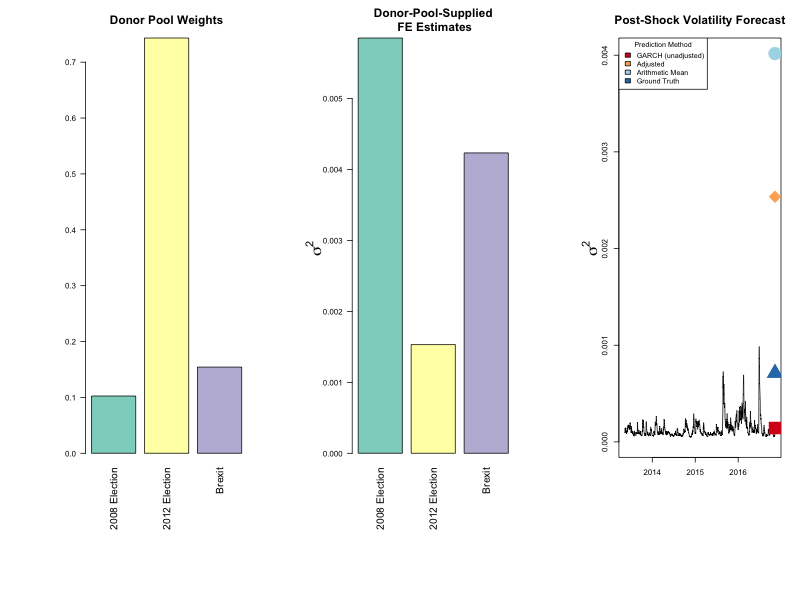 Donor Pool Weights
0.7
0.6
0.5
0.4
0.3
0.2
0.1
0.0
2008 Election
2012 Election
Brexit
Donor-Pool-Supplied
FE Estimates
σ²
0.005
0.004
0.003
0.002
0.001
0.000
2008 Election
2012 Election
Brexit
Post-Shock Volatility Forecast
Prediction Method
GARCH (unadjusted)
Adjusted
Arithmetic Mean
Ground Truth
σ²
0.004
0.003
0.002
0.001
0.000
2014 2015 2016